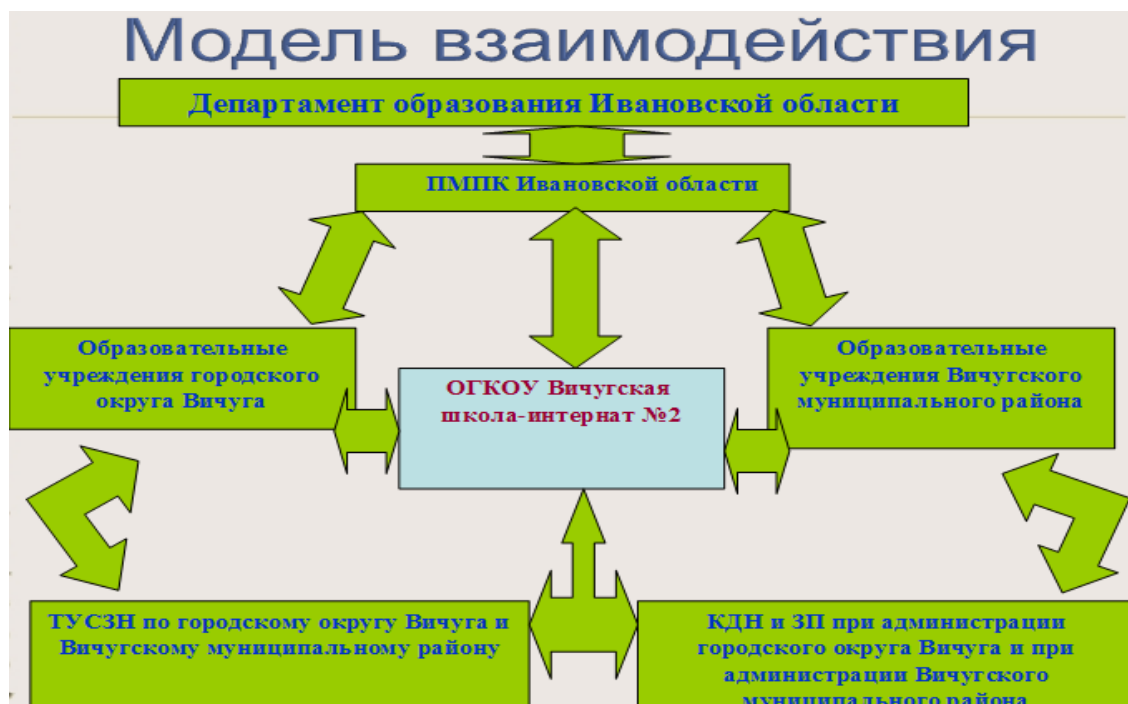 Модель взаимодействия
Департамент образования Ивановской области
ПМПК Ивановской области
Образовательные
учреждения городского
округа Вичуга
ОГКОУ Вичугская
школа-интернат №2
Образовательные
учреждения Вичугского
муниципального района
ТУСЗН по городскому округу Вичуга и
Вичугскому муниципальному району
КДН и ЗП при администрации
городского округа Вичуга и при
администрации Вичугского
муниципального района